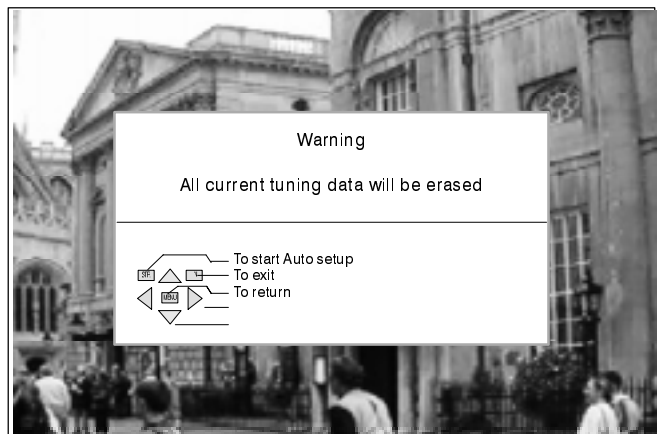 Warning
All current tuning data will be erased
STR
To start Auto setup
To exit
MENU
To return